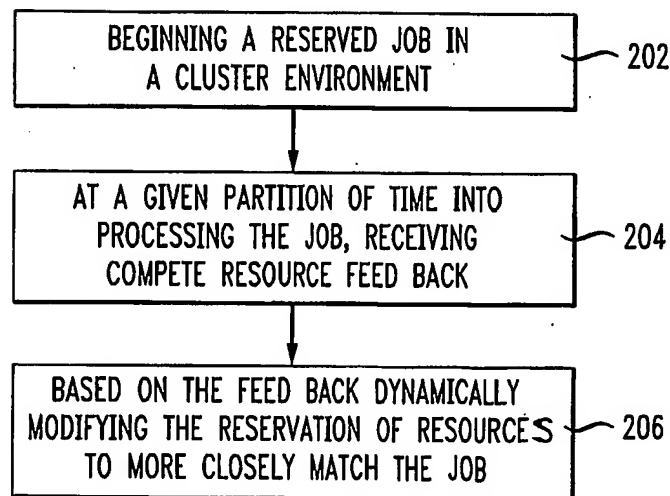 BEGINNING A RESERVED JOB IN
A CLUSTER ENVIRONMENT
202
AT A GIVEN PARTITION OF TIME INTO
PROCESSING THE JOB, RECEIVING
COMPETE RESOURCE FEED BACK
204
BASED ON THE FEED BACK DYNAMICALLY
MODIFYING THE RESERVATION OF RESOURCES
TO MORE CLOSELY MATCH THE JOB
206